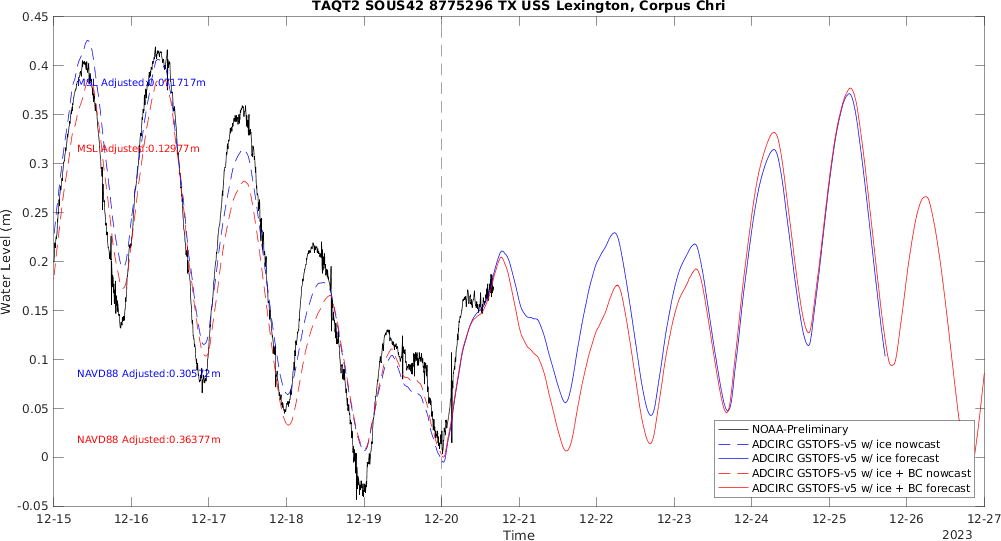 TAQT2 SOUS42 8775296 TX USS Lexington, Corpus Chri
0.45
0.4
0.35
0.3
0.25
0.2
0.15
0.1
0.05
0
-0.05
Water Level (m)
MSL Adjusted:0.071717m
MSL Adjusted:0.12977m
NAVD88 Adjusted:0.30572m
NAVD88 Adjusted:0.36377m
NOAA-Preliminary
ADCIRC GSTOFS-v5 w/ ice nowcast
ADCIRC GSTOFS-v5 w/ ice forecast
ADCIRC GSTOFS-v5 w/ ice + BC nowcast
ADCIRC GSTOFS-v5 w/ ice + BC forecast
12-15 12-16 12-17 12-18 12-19 12-20 12-21 12-22 12-23 12-24 12-25 12-26 12-27
Time
2023